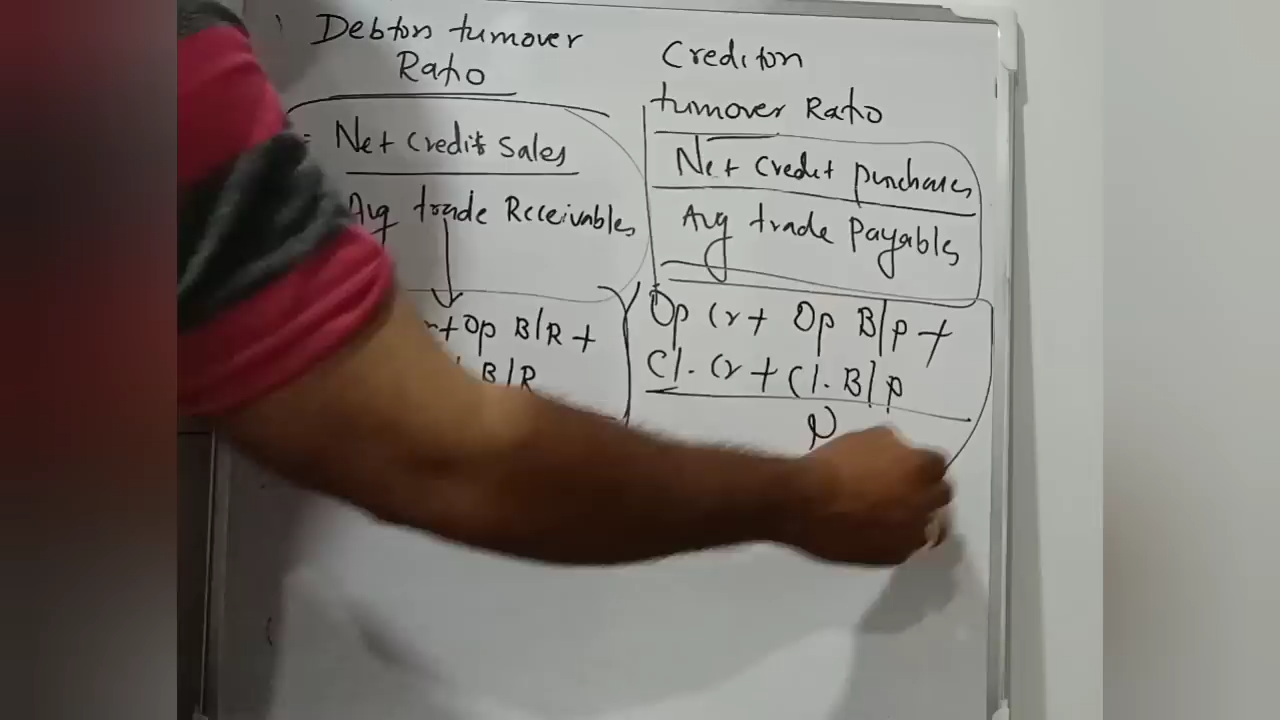 Debtors turnover
Ratio
= Net Credit Sales
Avg trade Receivables
+ Op B/R +
B/R
Creditors
turnover Ratio
Net Credit purchases
Avg trade Payables
Op Cr + Op B/P +
Cl. Cr + Cl. B/P
2